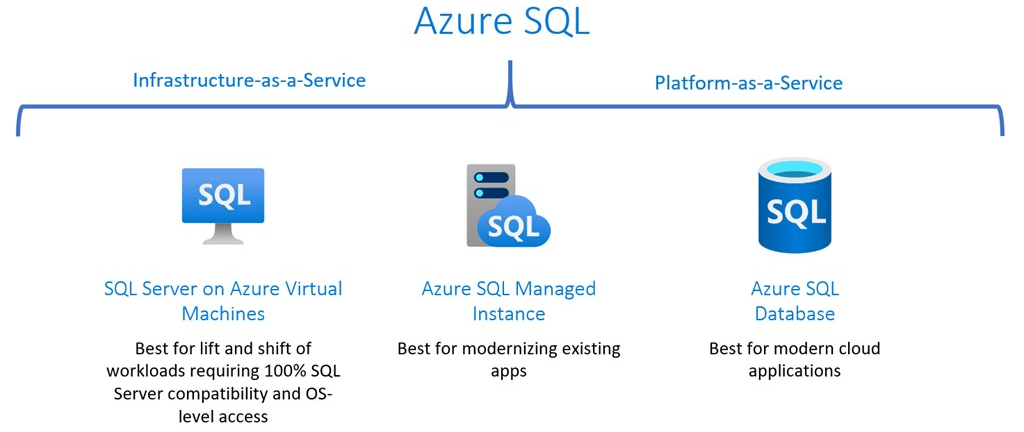 Azure SQL
Infrastructure-as-a-Service
Platform-as-a-Service
SQL
SQL
SQL
SQL Server on Azure Virtual
Machines
Best for lift and shift of
workloads requiring 100% SQL
Server compatibility and OS-
level access
Azure SQL Managed
Instance
Best for modernizing existing
apps
Azure SQL
Database
Best for modern cloud
applications